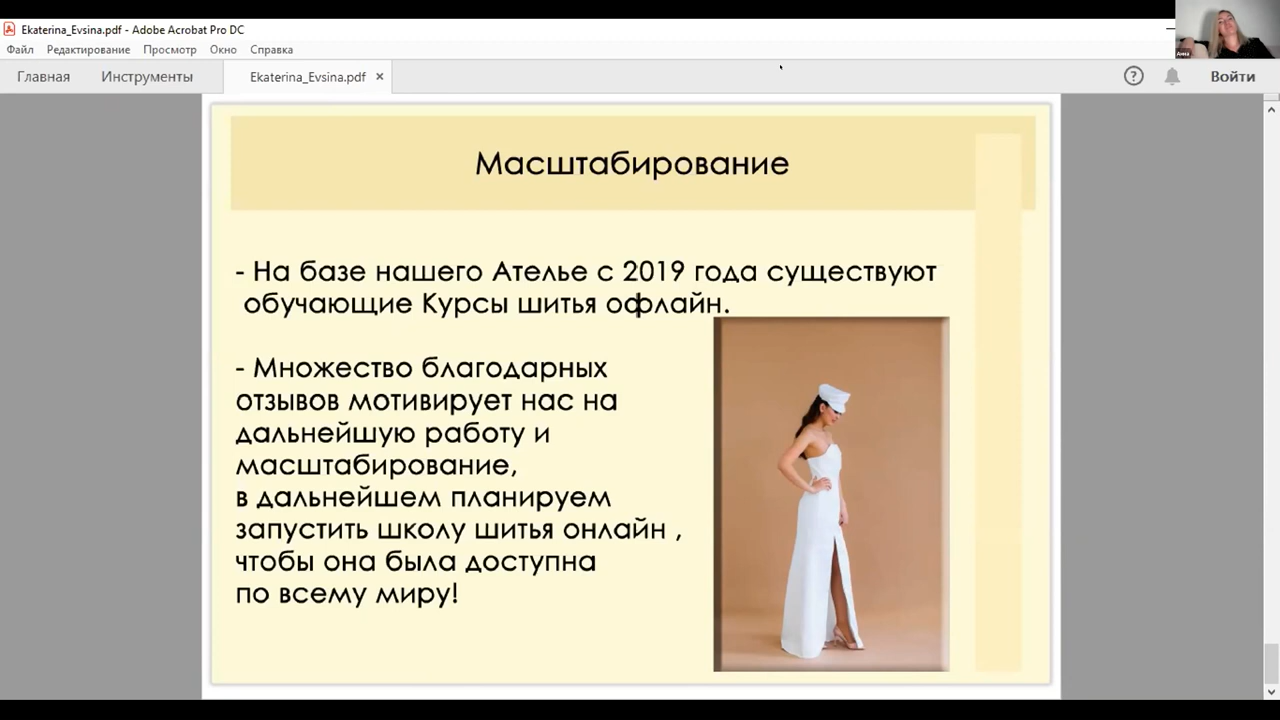 Ekaterina_Evsina.pdf - Adobe Acrobat Pro DC
Файл Редактирование Просмотр Окно Справка
Главная Инструменты Ekaterina_Evsina.pdf × ? Войти
Анна
Масштабирование
- На базе нашего Ателье с 2019 года существуют
обучающие Курсы шитья офлайн.
- Множество благодарных
отзывов мотивирует нас на
дальнейшую работу и
масштабирование,
в дальнейшем планируем
запустить школу шитья онлайн ,
чтобы она была доступна
по всему миру!